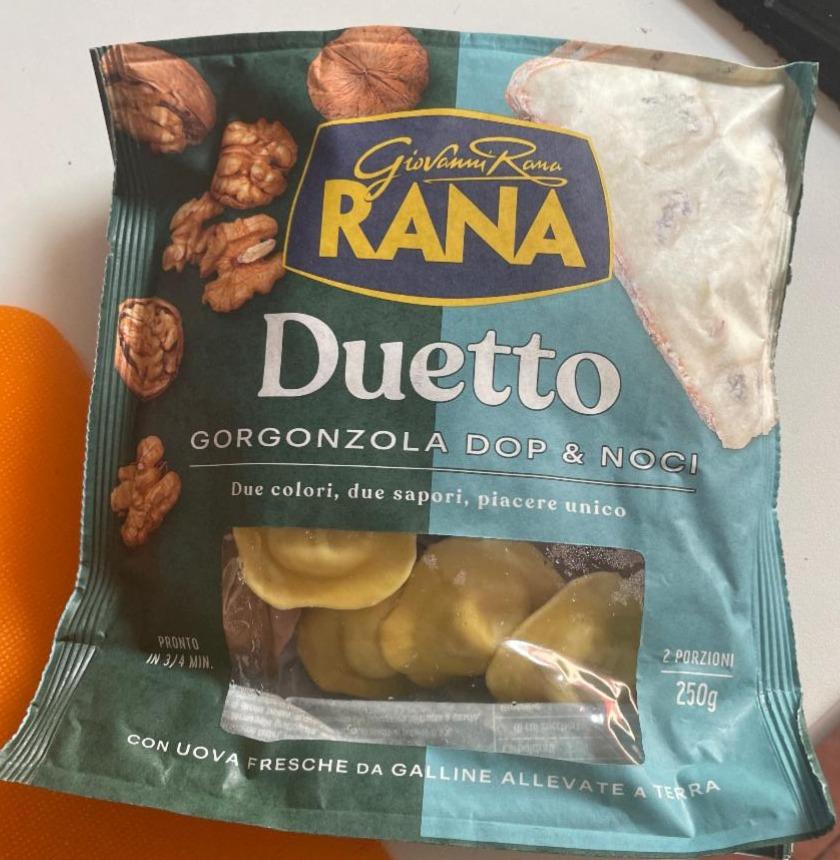 Giovanni Rana
RANA
Duetto
GORGONZOLA DOP & NOCI
Due colori, due sapori, piacere unico
PRONTO
IN 3/4 MIN.
2 PORZIONI
250g
CON UOVA FRESCHE DA GALLINE ALLEVATE A TERRA